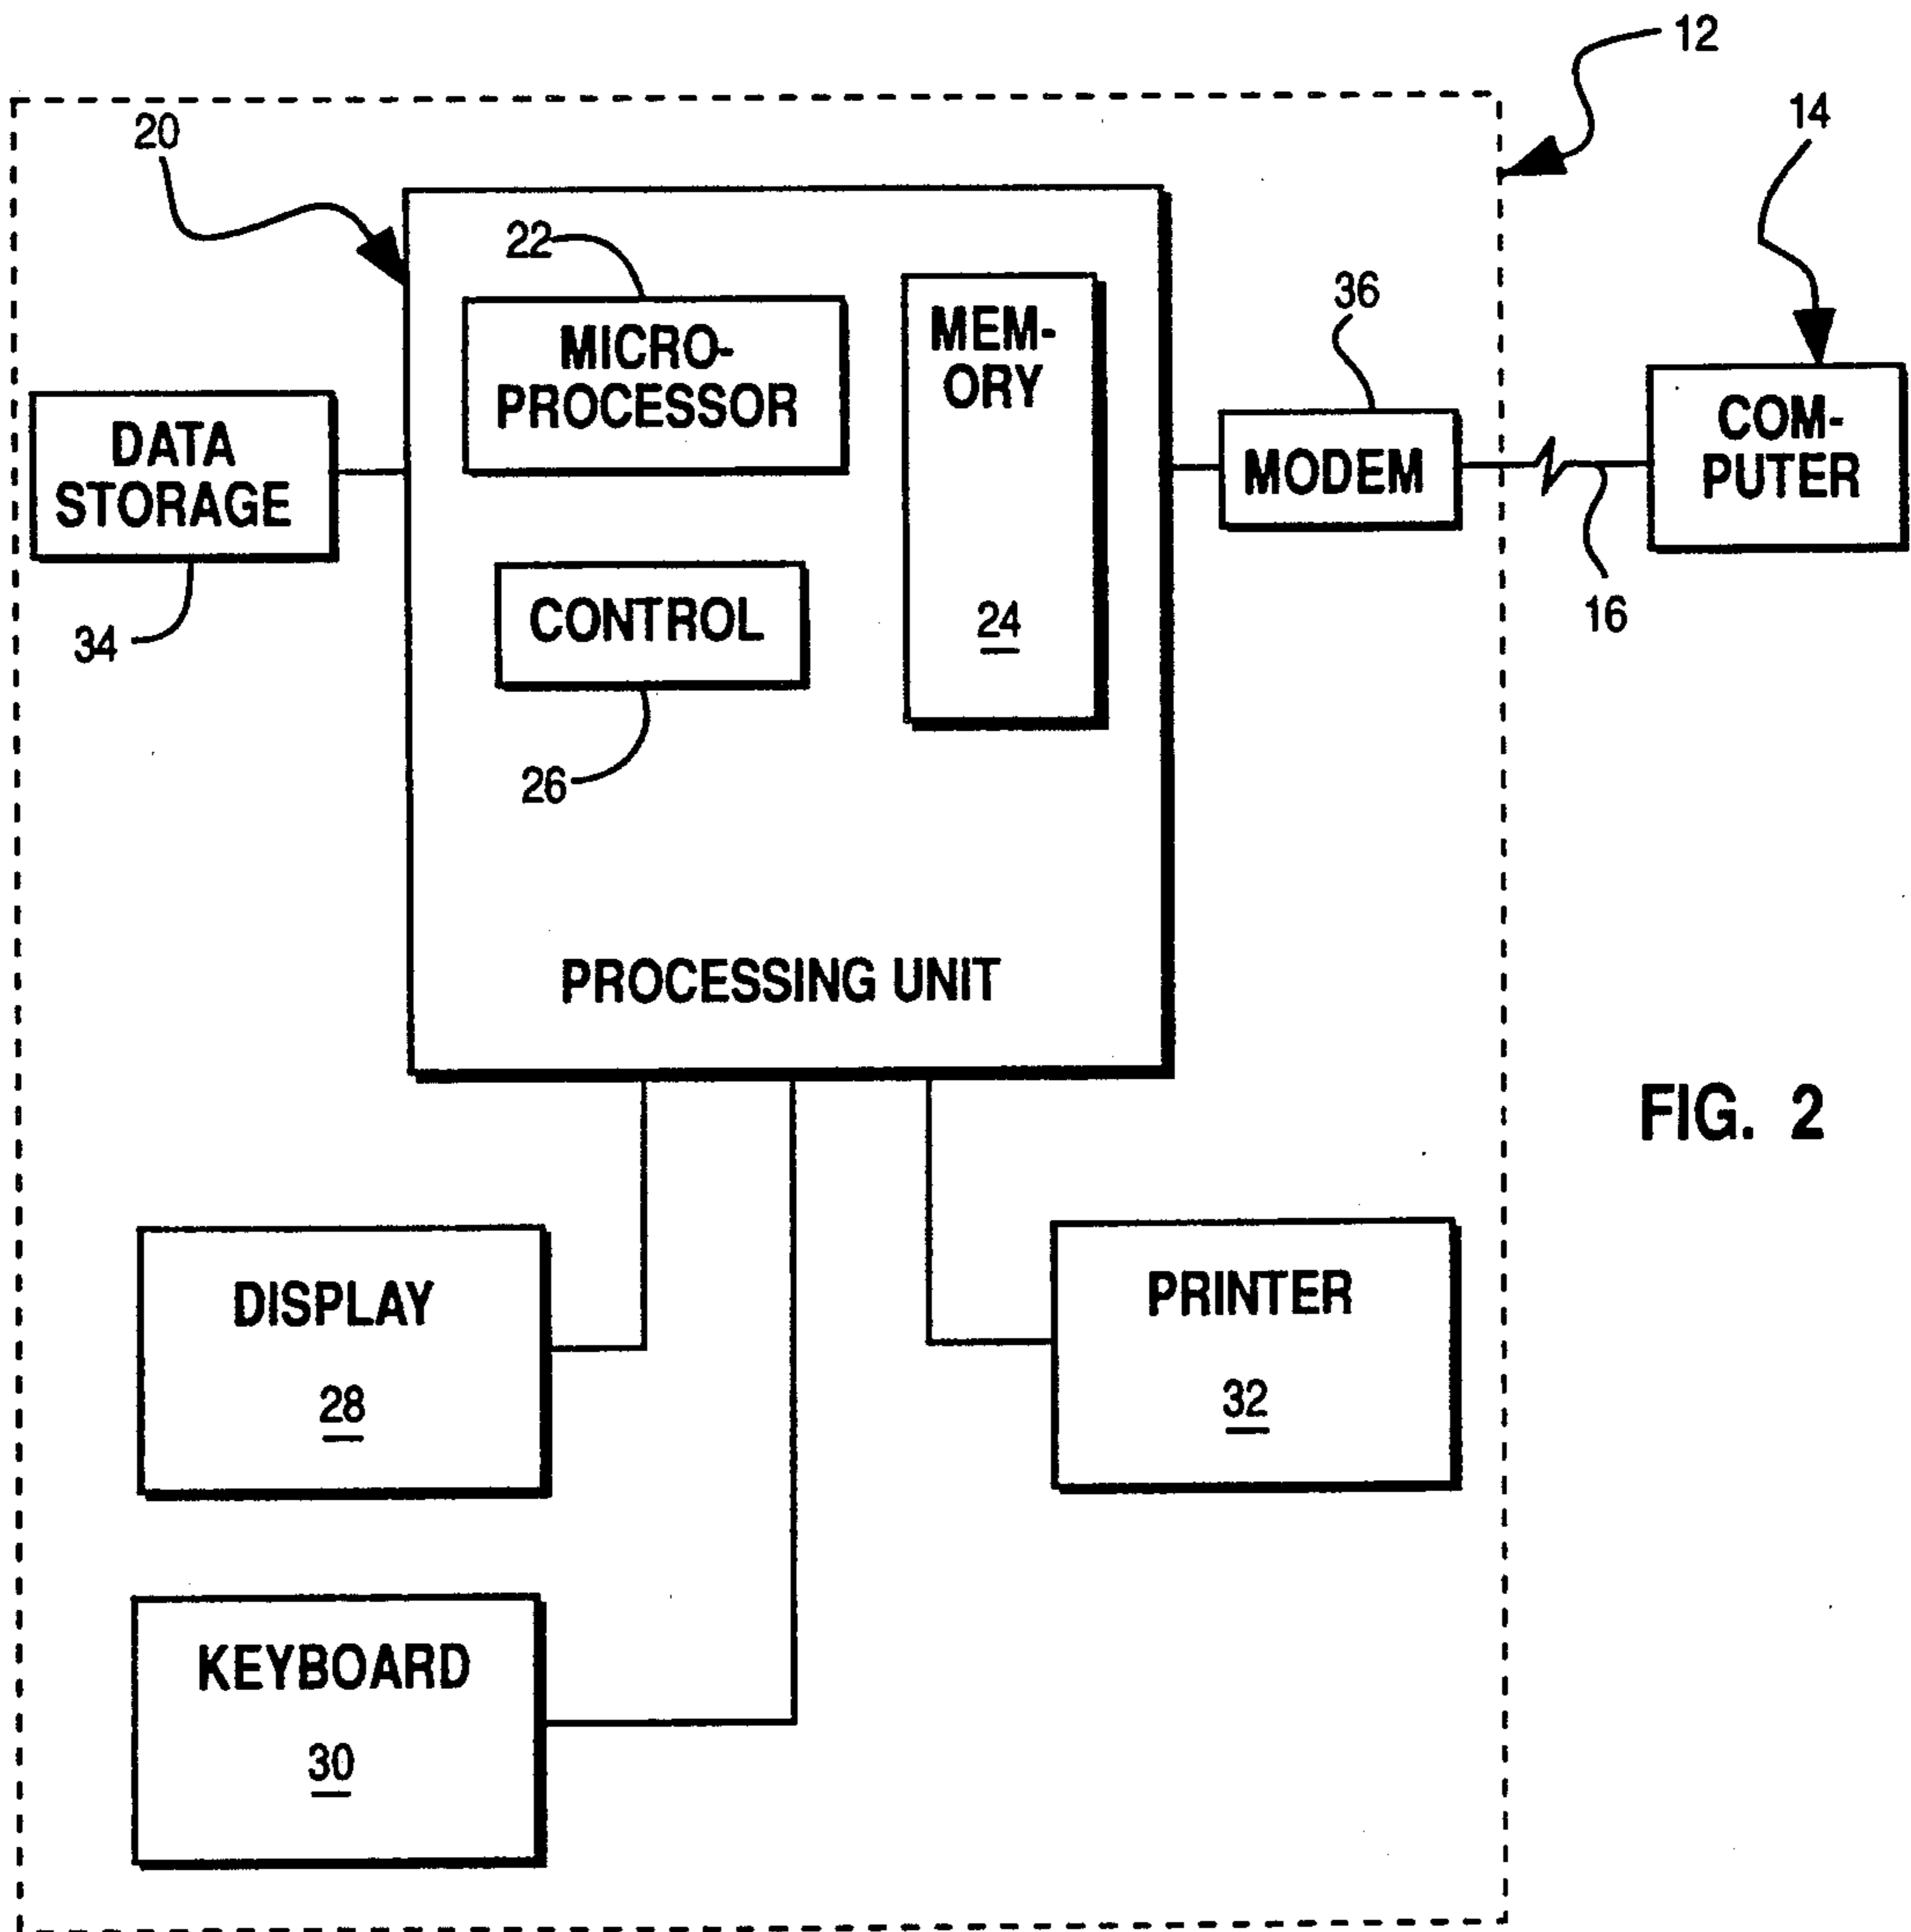 12
14
20
22
MICRO-
PROCESSOR
MEM-
ORY
24
36
MODEM
COM-
PUTER
16
DATA
STORAGE
34
CONTROL
26
PROCESSING UNIT
FIG. 2
DISPLAY
28
PRINTER
32
KEYBOARD
30